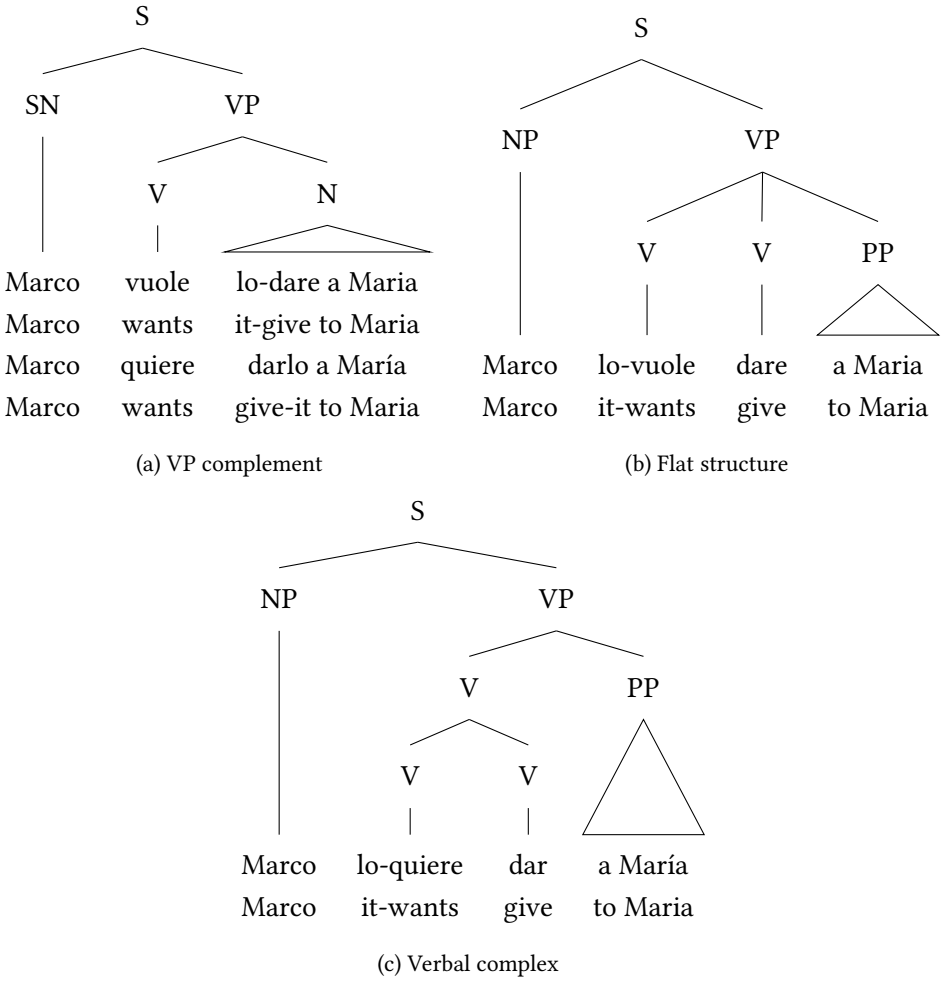 S
SN VP
V N
Marco vuole lo-dare a Maria
Marco wants it-give to Maria
Marco quiere darlo a María
Marco wants give-it to Maria
(a) VP complement
S
NP VP
V V PP
Marco lo-vuole dare a Maria
Marco it-wants give to Maria
(b) Flat structure
S
NP VP
V PP
V V
Marco lo-quiere dar a María
Marco it-wants give to Maria
(c) Verbal complex